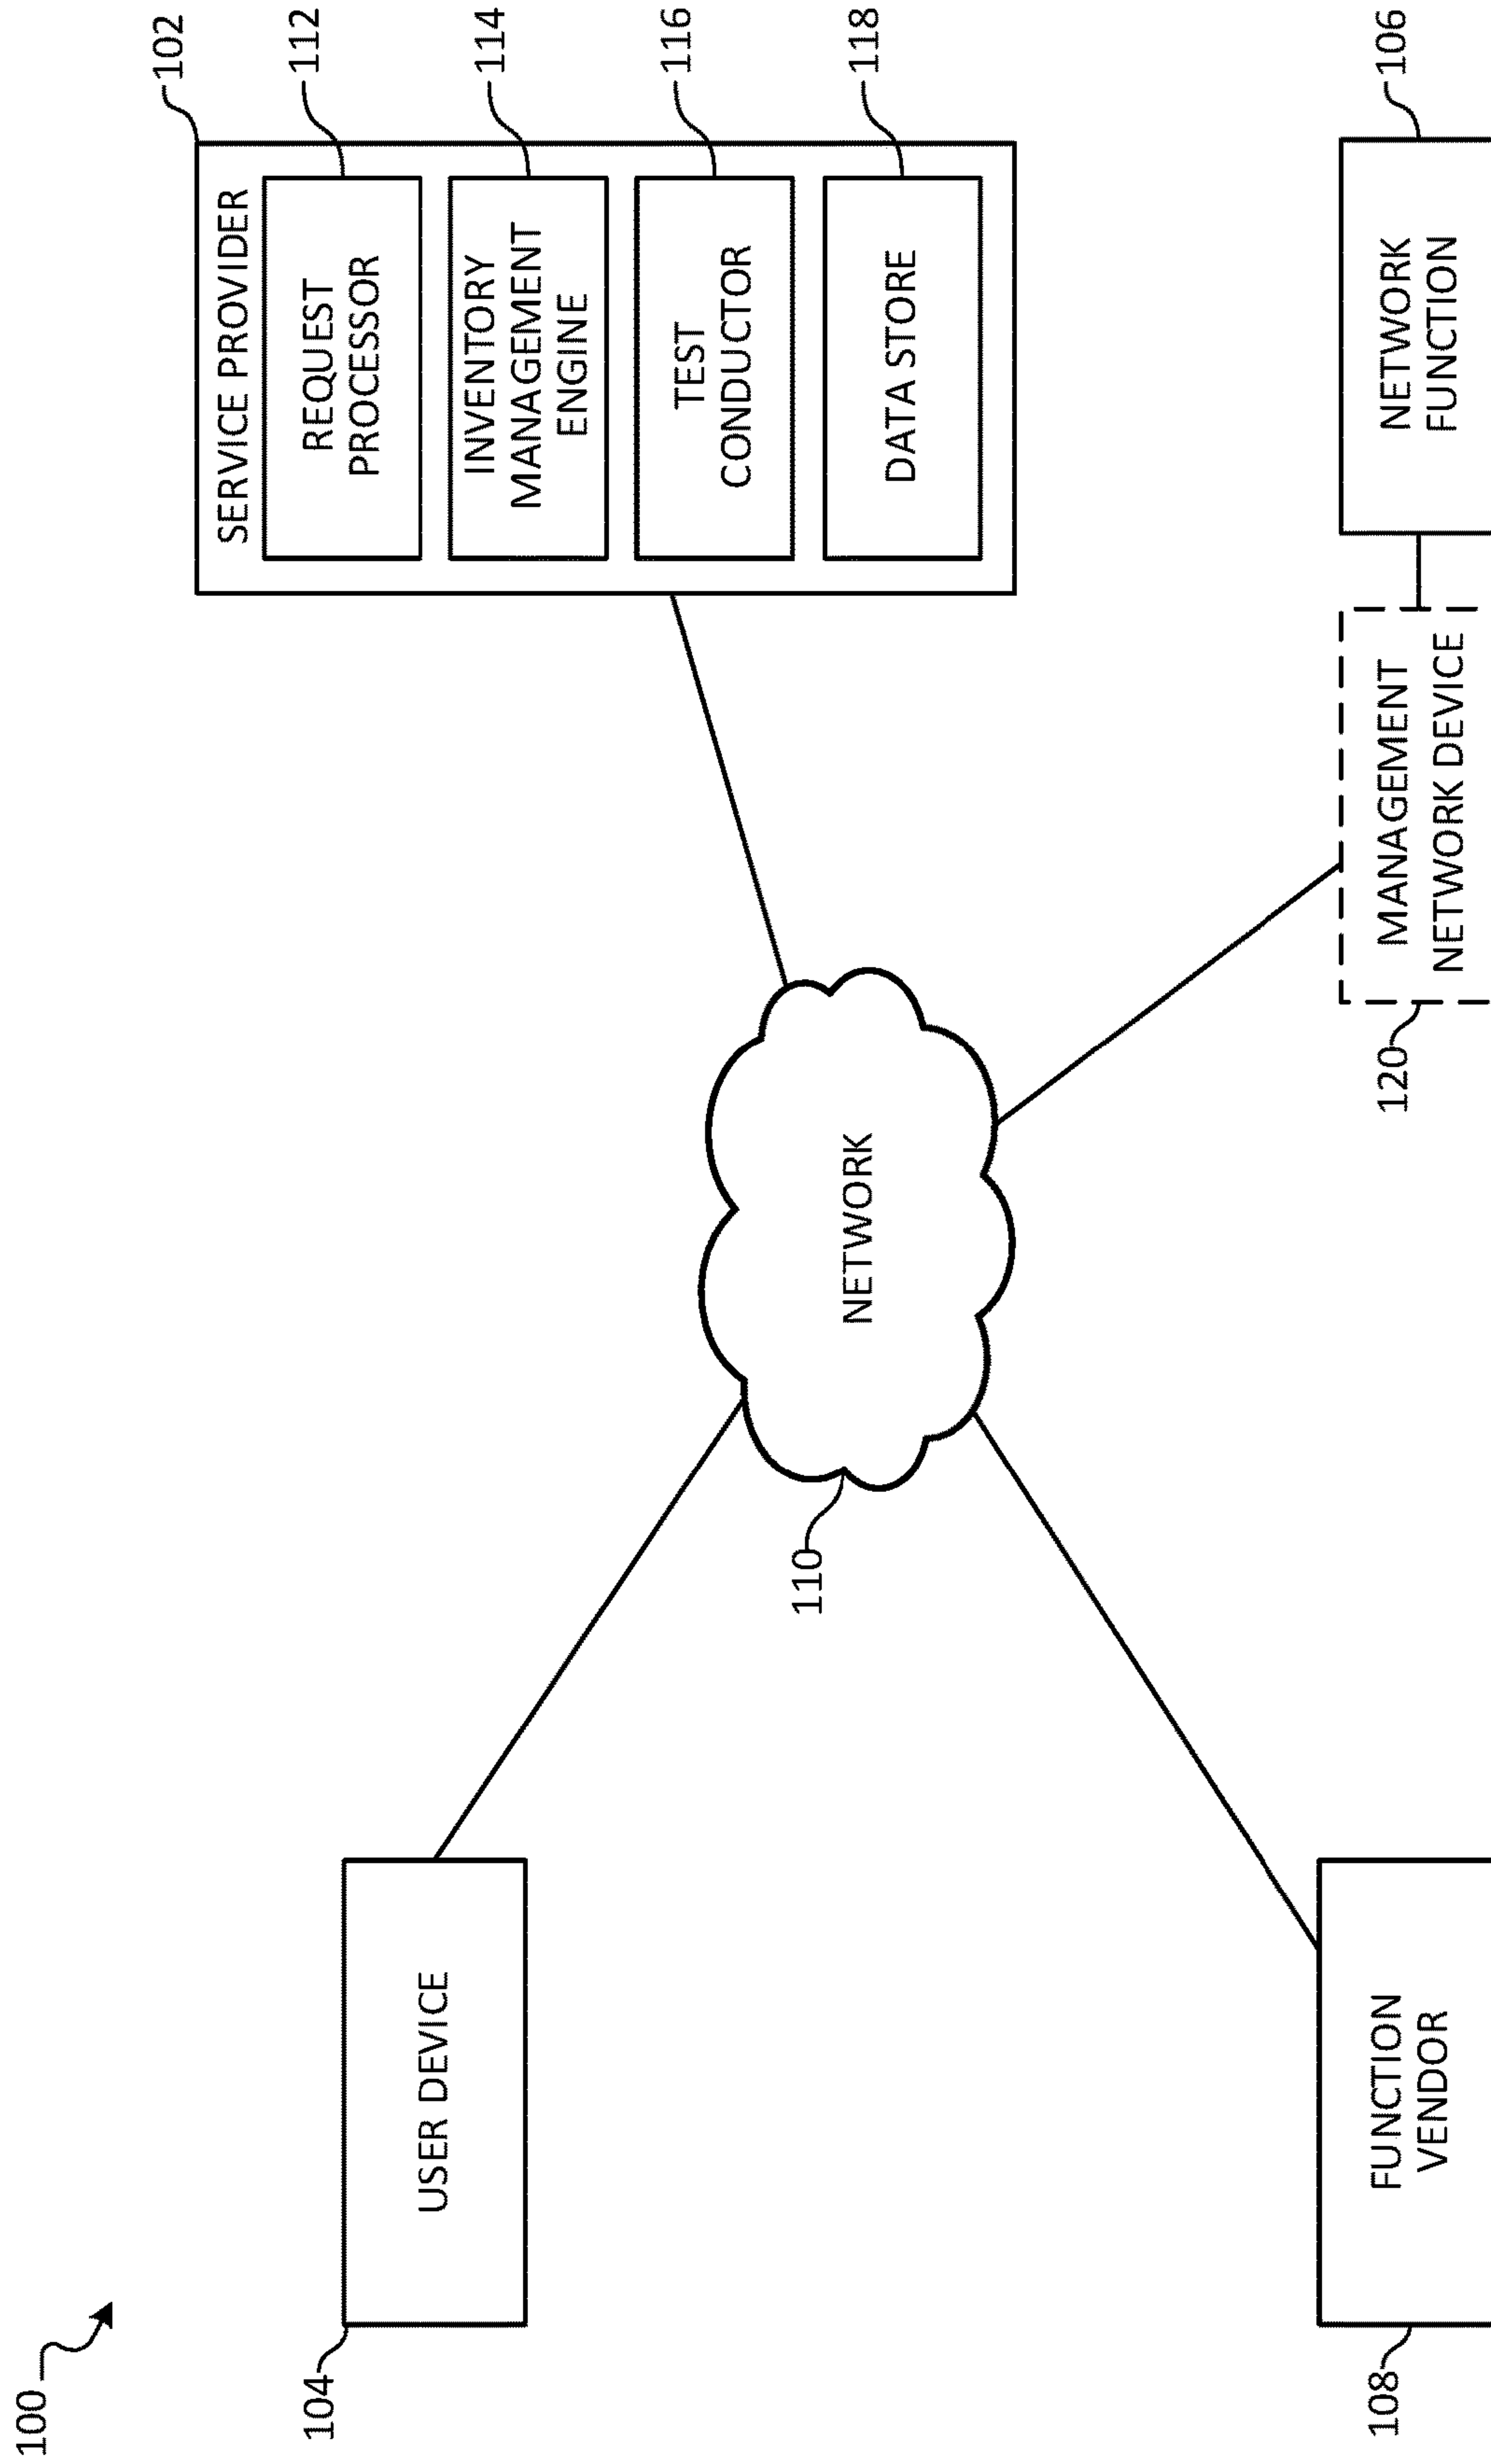 100
104
USER DEVICE
102
SERVICE PROVIDER
REQUEST
PROCESSOR
112
INVENTORY
MANAGEMENT
ENGINE
114
TEST
CONDUCTOR
116
DATA STORE
118
NETWORK
110
108
FUNCTION
VENDOR
120
MANAGEMENT
NETWORK DEVICE
NETWORK
FUNCTION
106